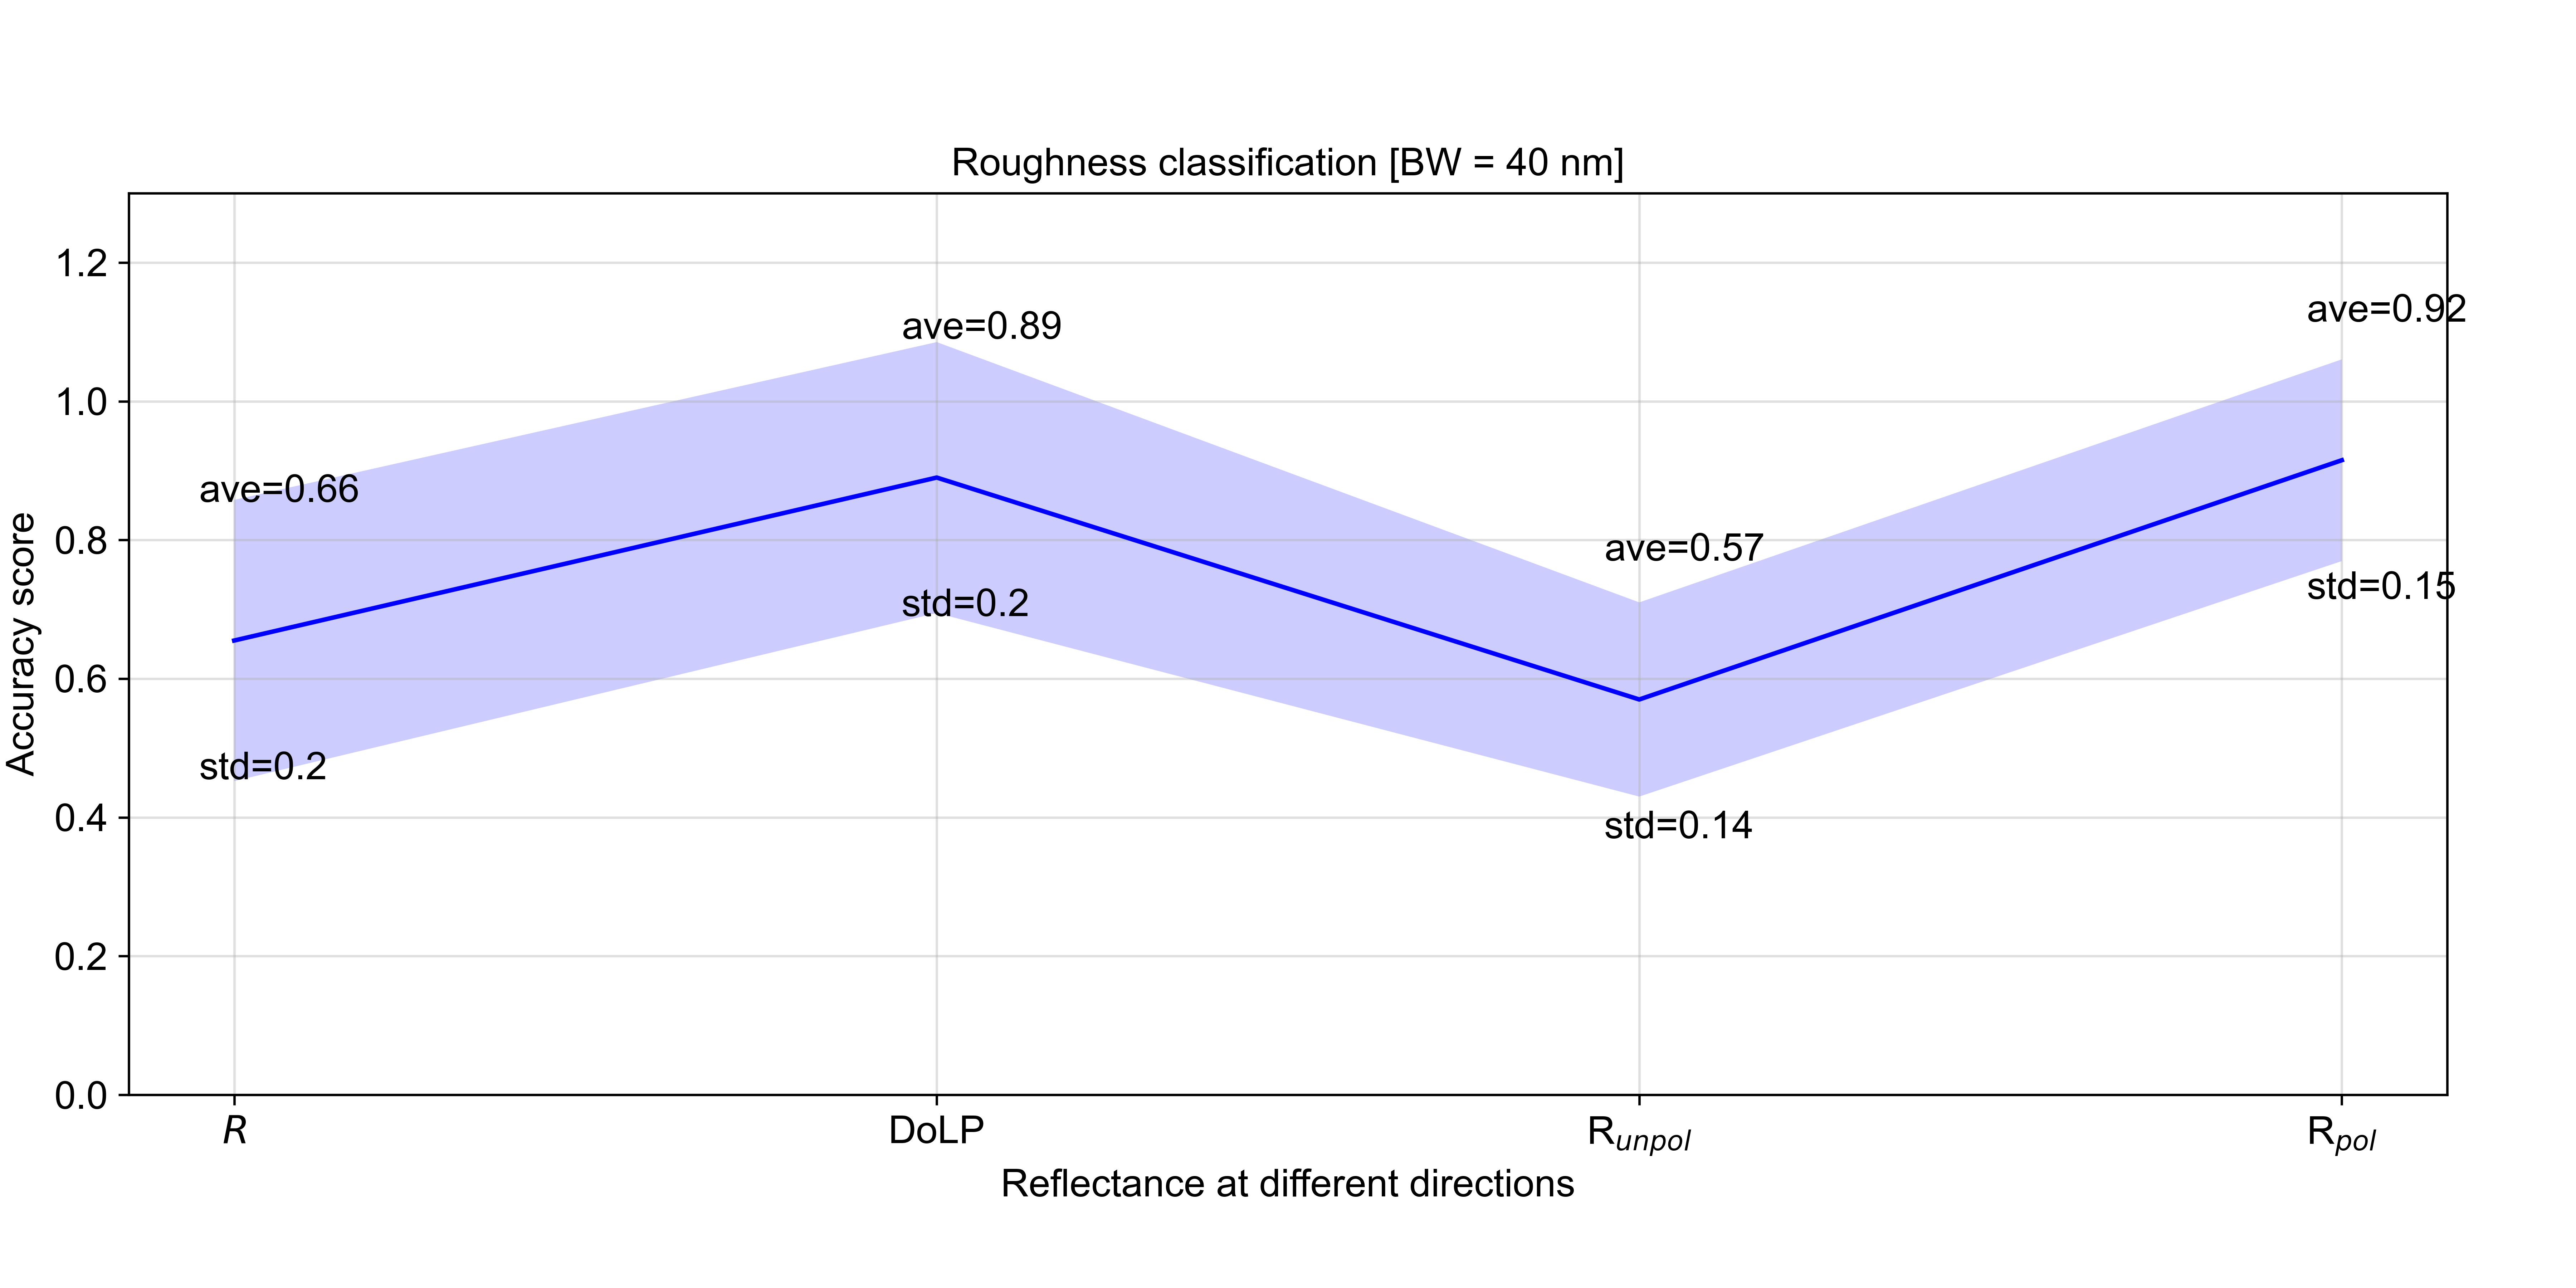 Roughness classification [BW = 40 nm]
1.2
1.0
0.8
0.6
0.4
0.2
0.0
Accuracy score
ave=0.66
std=0.2
ave=0.89
std=0.2
ave=0.57
std=0.14
ave=0.92
std=0.15
R
DoLP
R_unpol
R_pol
Reflectance at different directions